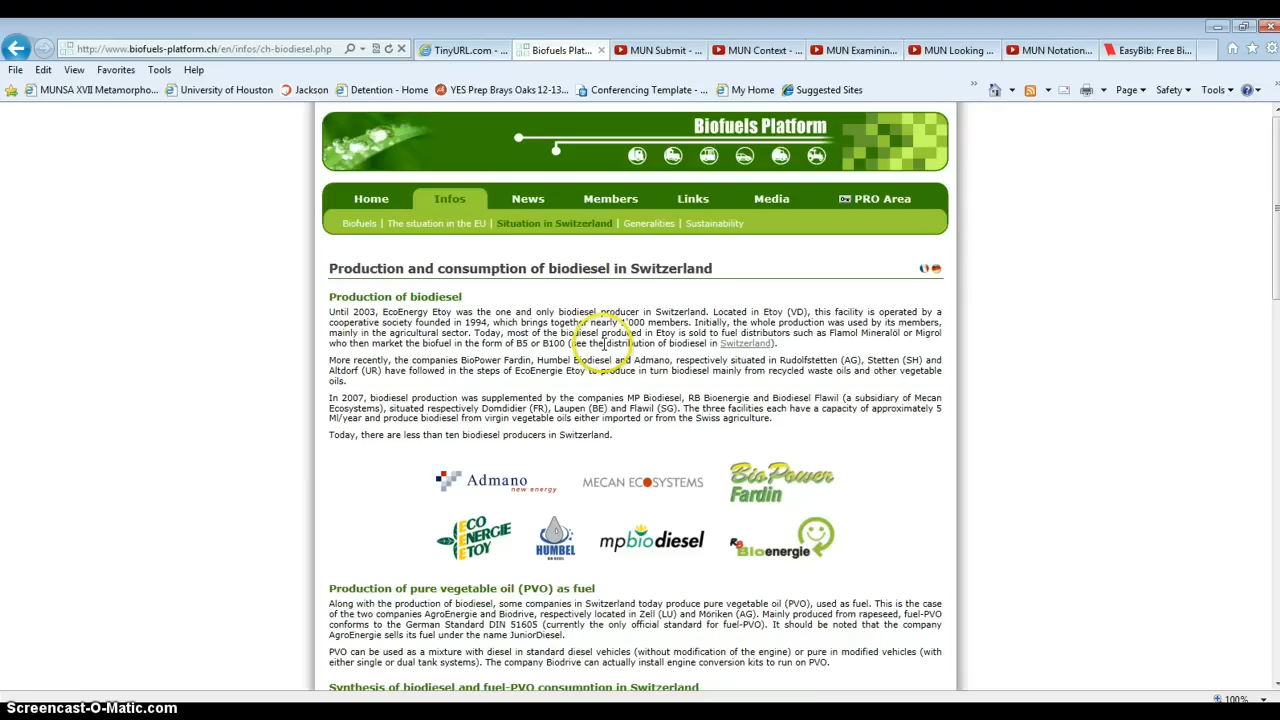 http://www.biofuels-platform.ch/en/infos/ch-biodiesel.php
TinyURL.com - ...
Biofuels Plat...
MUN Submit - ...
MUN Context - ...
MUN Examinin...
MUN Looking ...
MUN Notation...
EasyBib: Free Bi...
File Edit View Favorites Tools Help
MUNSA XVII Metamorpho...
University of Houston
Jackson
Detention - Home
YES Prep Brays Oaks 12-13...
Conferencing Template - ...
My Home
Suggested Sites
Page
Safety
Tools
Biofuels Platform
Home Infos News Members Links Media PRO Area
Biofuels | The situation in the EU | Situation in Switzerland | Generalities | Sustainability
Production and consumption of biodiesel in Switzerland
Production of biodiesel
Until 2003, EcoEnergy Etoy was the one and only biodiesel producer in Switzerland. Located in Etoy (VD), this facility is operated by a
cooperative society founded in 1994, which brings together nearly 1'000 members. Initially, the whole production was used by its members,
mainly in the agricultural sector. Today, most of the biodiesel produced in Etoy is sold to fuel distributors such as Flamol Mineralöl or Migrol
who then market the biofuel in the form of B5 or B100 (see the distribution of biodiesel in Switzerland).
More recently, the companies BioPower Fardin, Humbel Biodiesel and Admano, respectively situated in Rudolfstetten (AG), Stetten (SH) and
Altdorf (UR) have followed in the steps of EcoEnergie Etoy to produce in turn biodiesel mainly from recycled waste oils and other vegetable
oils.
In 2007, biodiesel production was supplemented by the companies MP Biodiesel, RB Bioenergie and Biodiesel Flawil (a subsidiary of Mecan
Ecosystems), situated respectively Domdidier (FR), Laupen (BE) and Flawil (SG). The three facilities each have a capacity of approximately 5
Ml/year and produce biodiesel from virgin vegetable oils either imported or from the Swiss agriculture.
Today, there are less than ten biodiesel producers in Switzerland.
Admano
new energy
MECAN ECOSYSTEMS
BioPower
Fardin
ECO
ENERGIE
ETOY
HUMBEL
mpbiodiesel
RB Bioenergie
Production of pure vegetable oil (PVO) as fuel
Along with the production of biodiesel, some companies in Switzerland today produce pure vegetable oil (PVO), used as fuel. This is the case
of the two companies AgroEnergie and Biodrive, respectively located in Zell (LU) and Möriken (AG). Mainly produced from rapeseed, fuel-PVO
conforms to the German Standard DIN 51605 (currently the only official standard for fuel-PVO). It should be noted that the company
AgroEnergie sells its fuel under the name JuniorDiesel.
PVO can be used as a mixture with diesel in standard diesel vehicles (without modification of the engine) or pure in modified vehicles (with
either single or dual tank systems). The company Biodrive can actually install engine conversion kits to run on PVO.
Synthesis of biodiesel and fuel-PVO consumption in Switzerland
100%
Screencast-O-Matic.com